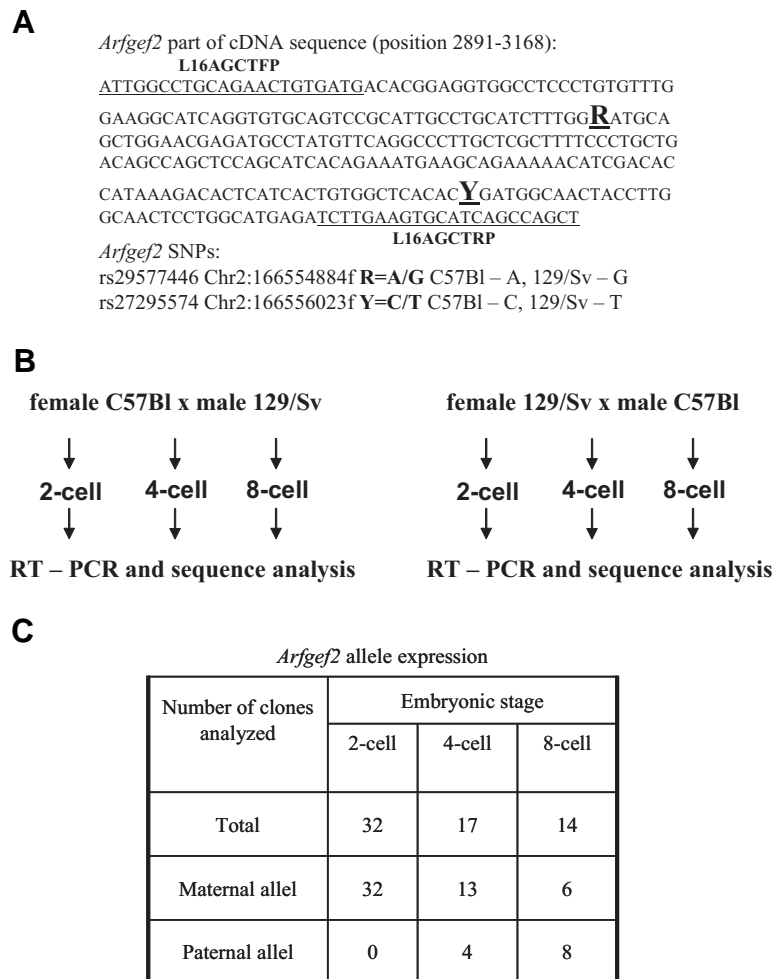 A
Arfgef2 part of cDNA sequence (position 2891-3168):
L16AGCTFP
ATTGGCCTGCAGAACTGTGATGACACGGAGGTGGCCTCCCTGTGTTTG
GAAGGCATCAGGTGTGCAGTCCGCATTGCCTGCATCTTTGGRATGCA
GCTGGAACGAGATGCCTATGTTCAGGCCCTTGCTCGCTTTTCCCTGCTG
ACAGCCAGCTCCAGCATCACAGAAATGAAGCAGAAAAACATCGACAC
CATAAAGACACTCATCACTGTGGCTCACACYGATGGCAACTACCTTG
GCAACTCCTGGCATGAGATCTTGAAGTGCATCAGCCAGCT
L16AGCTRP
Arfgef2 SNPs:
rs29577446 Chr2:166554884f R=A/G C57Bl – A, 129/Sv – G
rs27295574 Chr2:166556023f Y=C/T C57Bl – C, 129/Sv – T
B
female C57Bl x male 129/Sv
female 129/Sv x male C57Bl
2-cell 4-cell 8-cell
2-cell 4-cell 8-cell
RT – PCR and sequence analysis
RT – PCR and sequence analysis
C
Arfgef2 allele expression
Number of clones
analyzed
Embryonic stage
2-cell 4-cell 8-cell
Total 32 17 14
Maternal allel 32 13 6
Paternal allel 0 4 8